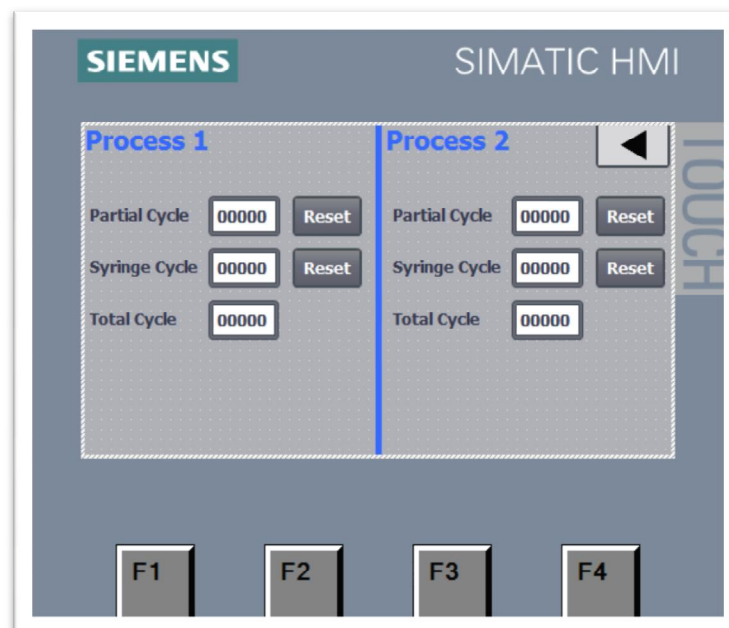 SIEMENS
SIMATIC HMI
TOUCH
Process 1
Partial Cycle 00000 Reset
Syringe Cycle 00000 Reset
Total Cycle 00000
Process 2
Partial Cycle 00000 Reset
Syringe Cycle 00000 Reset
Total Cycle 00000
F1 F2 F3 F4